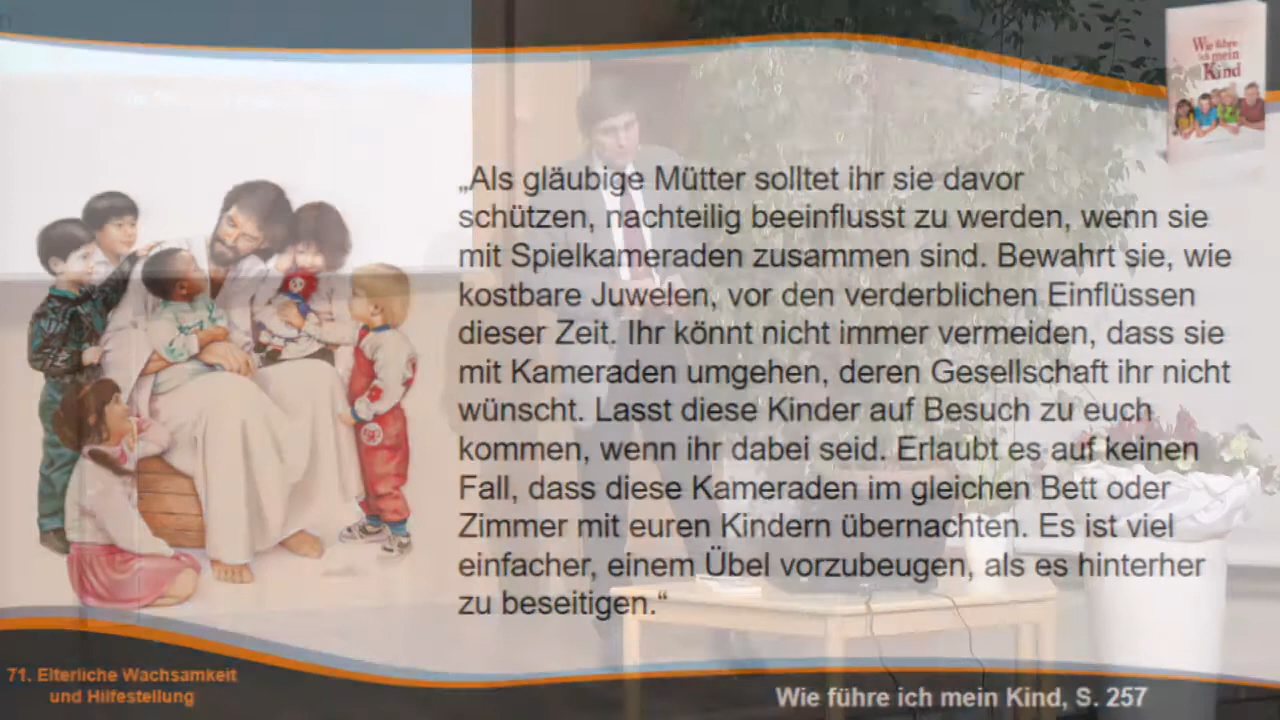 Wie führe
ich mein
Kind
„Als gläubige Mütter solltet ihr sie davor
schützen, nachteilig beeinflusst zu werden, wenn sie
mit Spielkameraden zusammen sind. Bewahrt sie, wie
kostbare Juwelen, vor den verderblichen Einflüssen
dieser Zeit. Ihr könnt nicht immer vermeiden, dass sie
mit Kameraden umgehen, deren Gesellschaft ihr nicht
wünscht. Lasst diese Kinder auf Besuch zu euch
kommen, wenn ihr dabei seid. Erlaubt es auf keinen
Fall, dass diese Kameraden im gleichen Bett oder
Zimmer mit euren Kindern übernachten. Es ist viel
einfacher, einem Übel vorzubeugen, als es hinterher
zu beseitigen.“
71. Elterliche Wachsamkeit
und Hilfestellung
Wie führe ich mein Kind, S. 257